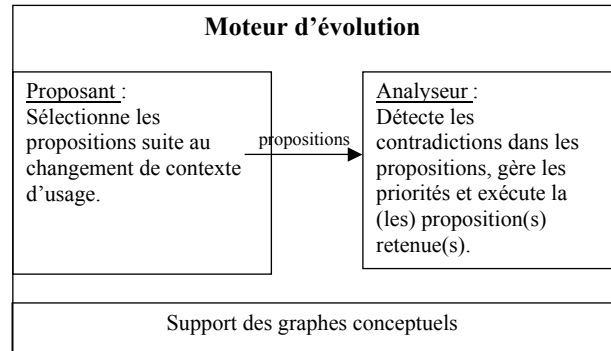 Moteur d’évolution
Proposant :
Sélectionne les
propositions suite au
changement de contexte
d’usage.
propositions
Analyseur :
Détecte les
contradictions dans les
propositions, gère les
priorités et exécute la
(les) proposition(s)
retenue(s).
Support des graphes conceptuels